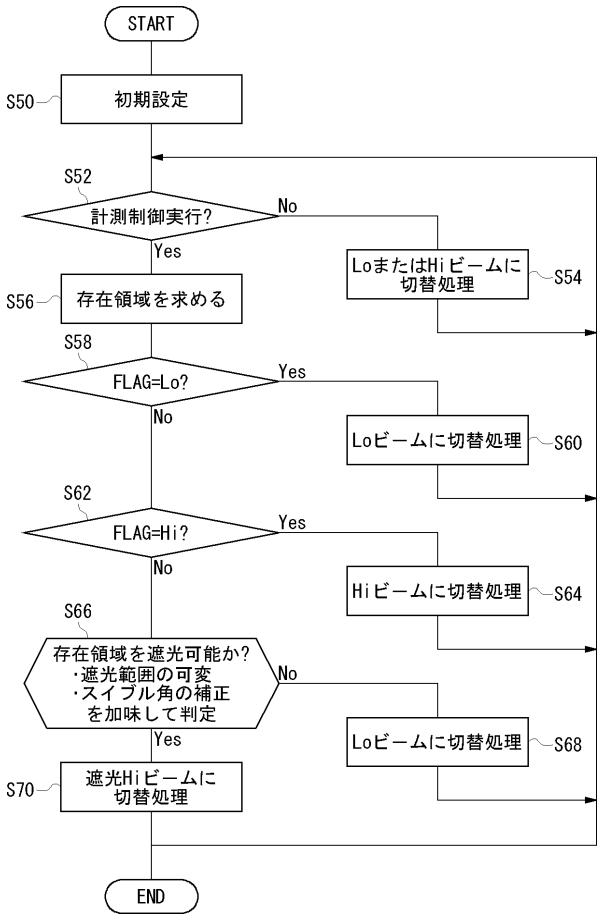 START
S50
初期設定
S52
計測制御実行?
No
Yes
LoまたはHiビームに
切替処理
S54
S56
存在領域を求める
S58
FLAG=Lo?
Yes
No
Loビームに切替処理
S60
S62
FLAG=Hi?
Yes
No
Hiビームに切替処理
S64
S66
存在領域を遮光可能か?
・遮光範囲の可変
・スイブル角の補正
を加味して判定
No
Yes
Loビームに切替処理
S68
S70
遮光Hiビームに
切替処理
END